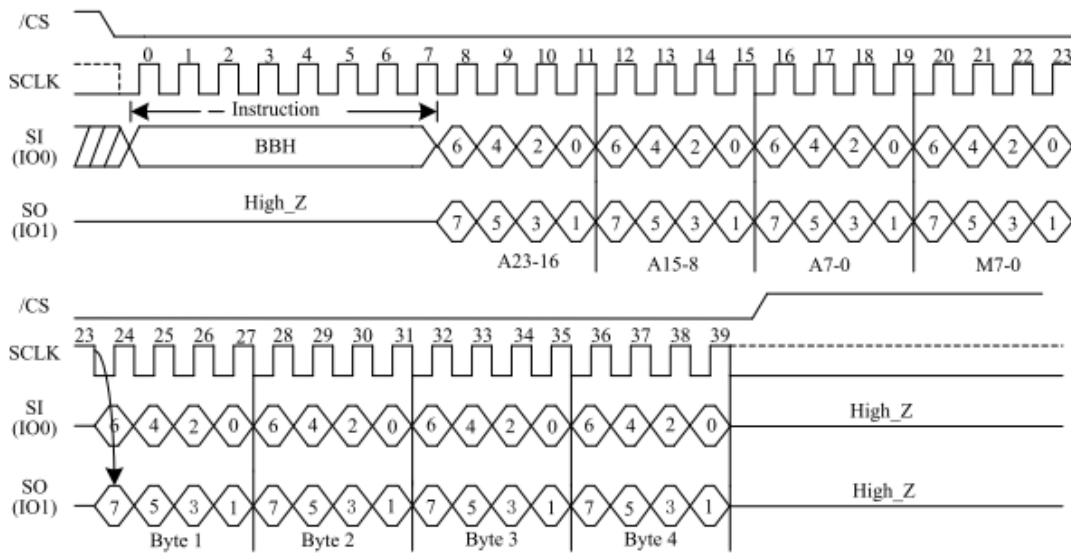 /CS
0 1 2 3 4 5 6 7 8 9 10 11 12 13 14 15 16 17 18 19 20 21 22 23
SCLK
Instruction
SI
(IO0)
BBH
6 4 2 0 6 4 2 0 6 4 2 0 6 4 2 0
SO
(IO1)
High_Z
7 5 3 1 7 5 3 1 7 5 3 1 7 5 3 1
A23-16 A15-8 A7-0 M7-0
/CS
23 24 25 26 27 28 29 30 31 32 33 34 35 36 37 38 39
SCLK
SI
(IO0)
6 4 2 0 6 4 2 0 6 4 2 0 6 4 2 0
High_Z
SO
(IO1)
7 5 3 1 7 5 3 1 7 5 3 1 7 5 3 1
High_Z
Byte 1 Byte 2 Byte 3 Byte 4